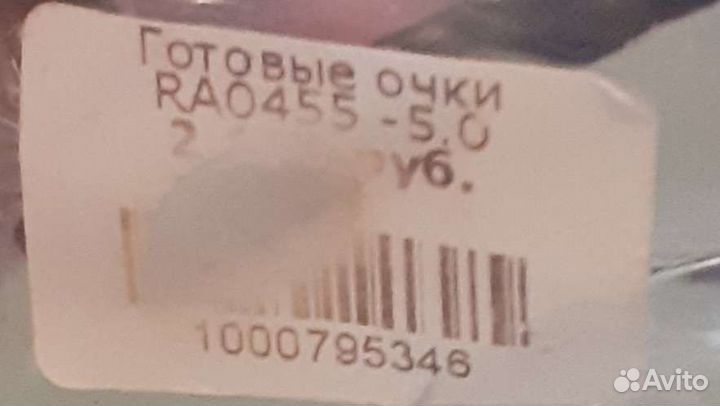 Готовые очки
RA0455 -5.0
руб.
1000795346
Avito